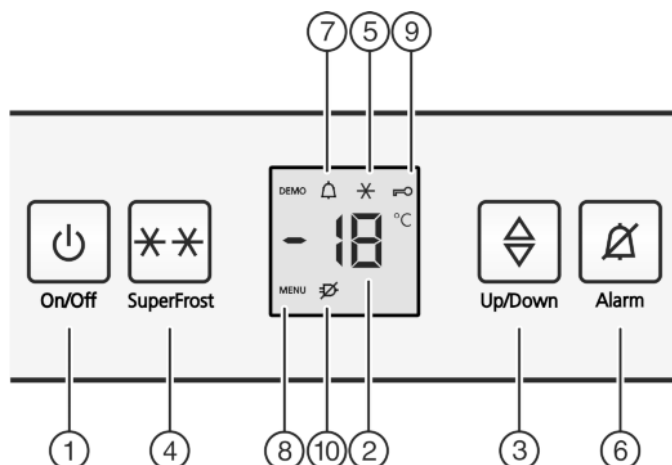 7 5 9
DEMO
-18 °C
MENU
On/Off SuperFrost Up/Down Alarm
1 4 8 10 2 3 6